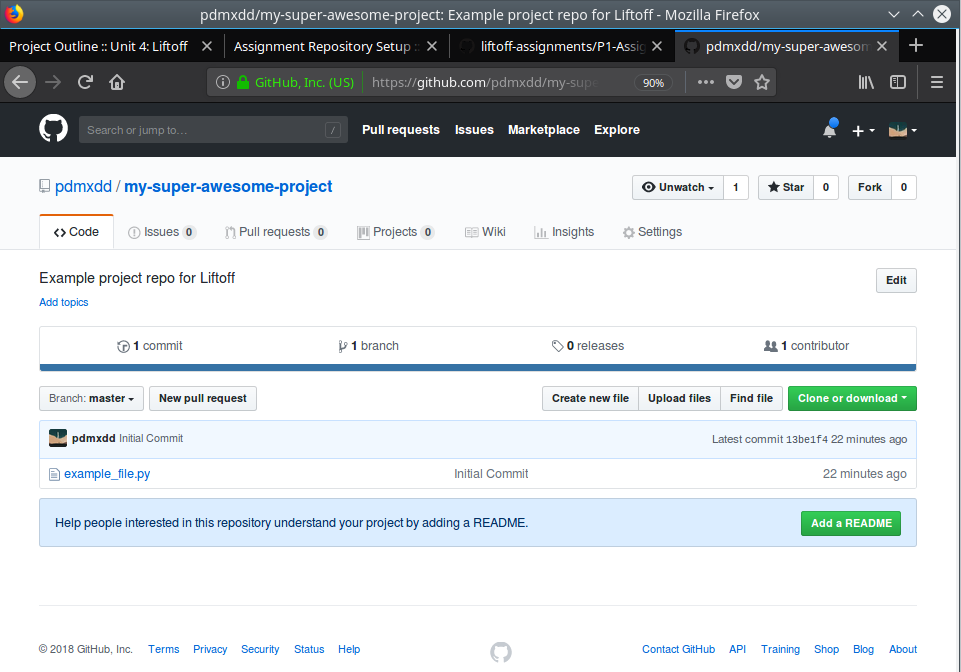 pdmxdd/my-super-awesome-project: Example project repo for Liftoff - Mozilla Firefox
Project Outline :: Unit 4: Liftoff Assignment Repository Setup :: liftoff-assignments/P1-Assig pdmxdd/my-super-awesom
GitHub, Inc. (US) https://github.com/pdmxdd/my-supe 90%
Search or jump to… / Pull requests Issues Marketplace Explore
pdmxdd / my-super-awesome-project Unwatch 1 Star 0 Fork 0
Code Issues 0 Pull requests 0 Projects 0 Wiki Insights Settings
Example project repo for Liftoff Edit
Add topics
1 commit 1 branch 0 releases 1 contributor
Branch: master New pull request Create new file Upload files Find file Clone or download
pdmxdd Initial Commit Latest commit 13be1f4 22 minutes ago
example_file.py Initial Commit 22 minutes ago
Help people interested in this repository understand your project by adding a README. Add a README
© 2018 GitHub, Inc. Terms Privacy Security Status Help Contact GitHub API Training Shop Blog About